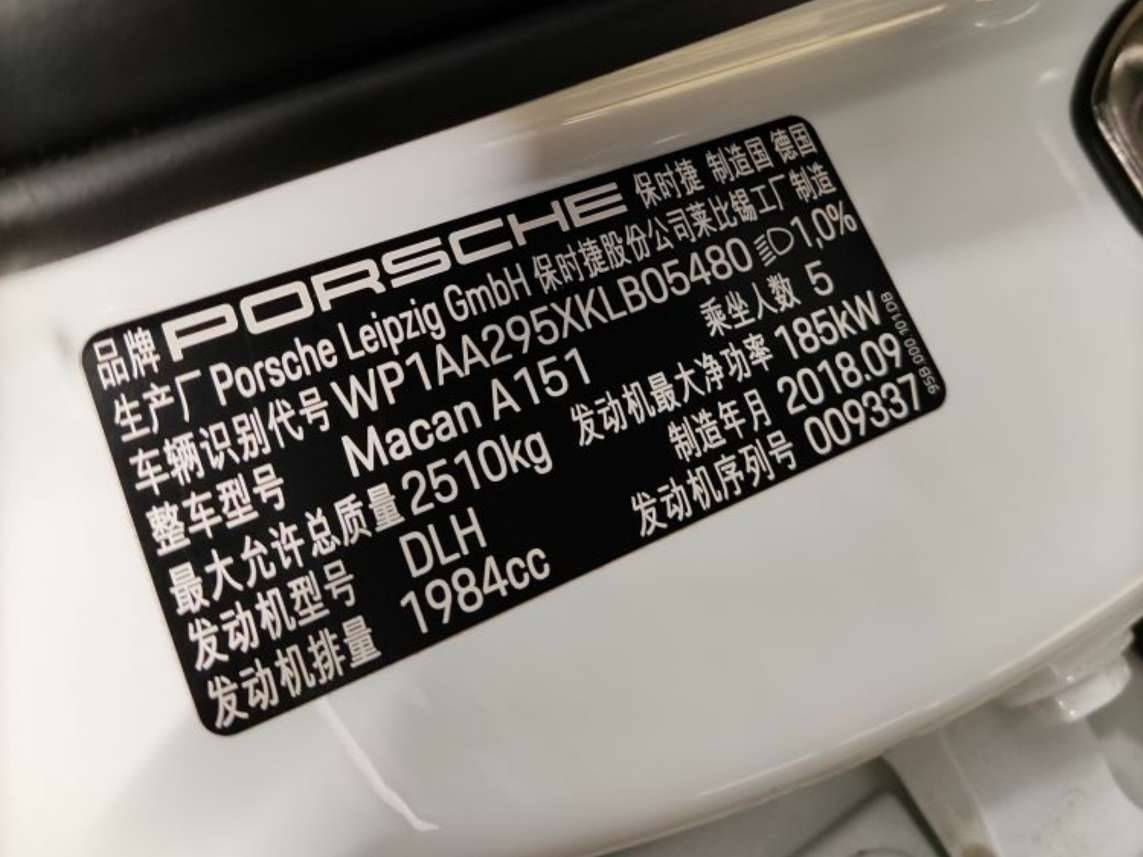 品牌 PORSCHE 保时捷 制造国 德国
生产厂 Porsche Leipzig GmbH 保时捷股份公司莱比锡工厂 制造
车辆识别代号 WP1AA295XKLB05480 1,0%
整车型号 Macan A151 乘坐人数 5
最大允许总质量 2510kg 发动机最大净功率 185kW
发动机型号 DLH 制造年月 2018.09
发动机排量 1984cc 发动机序列号 009337
95B 000 101 DB